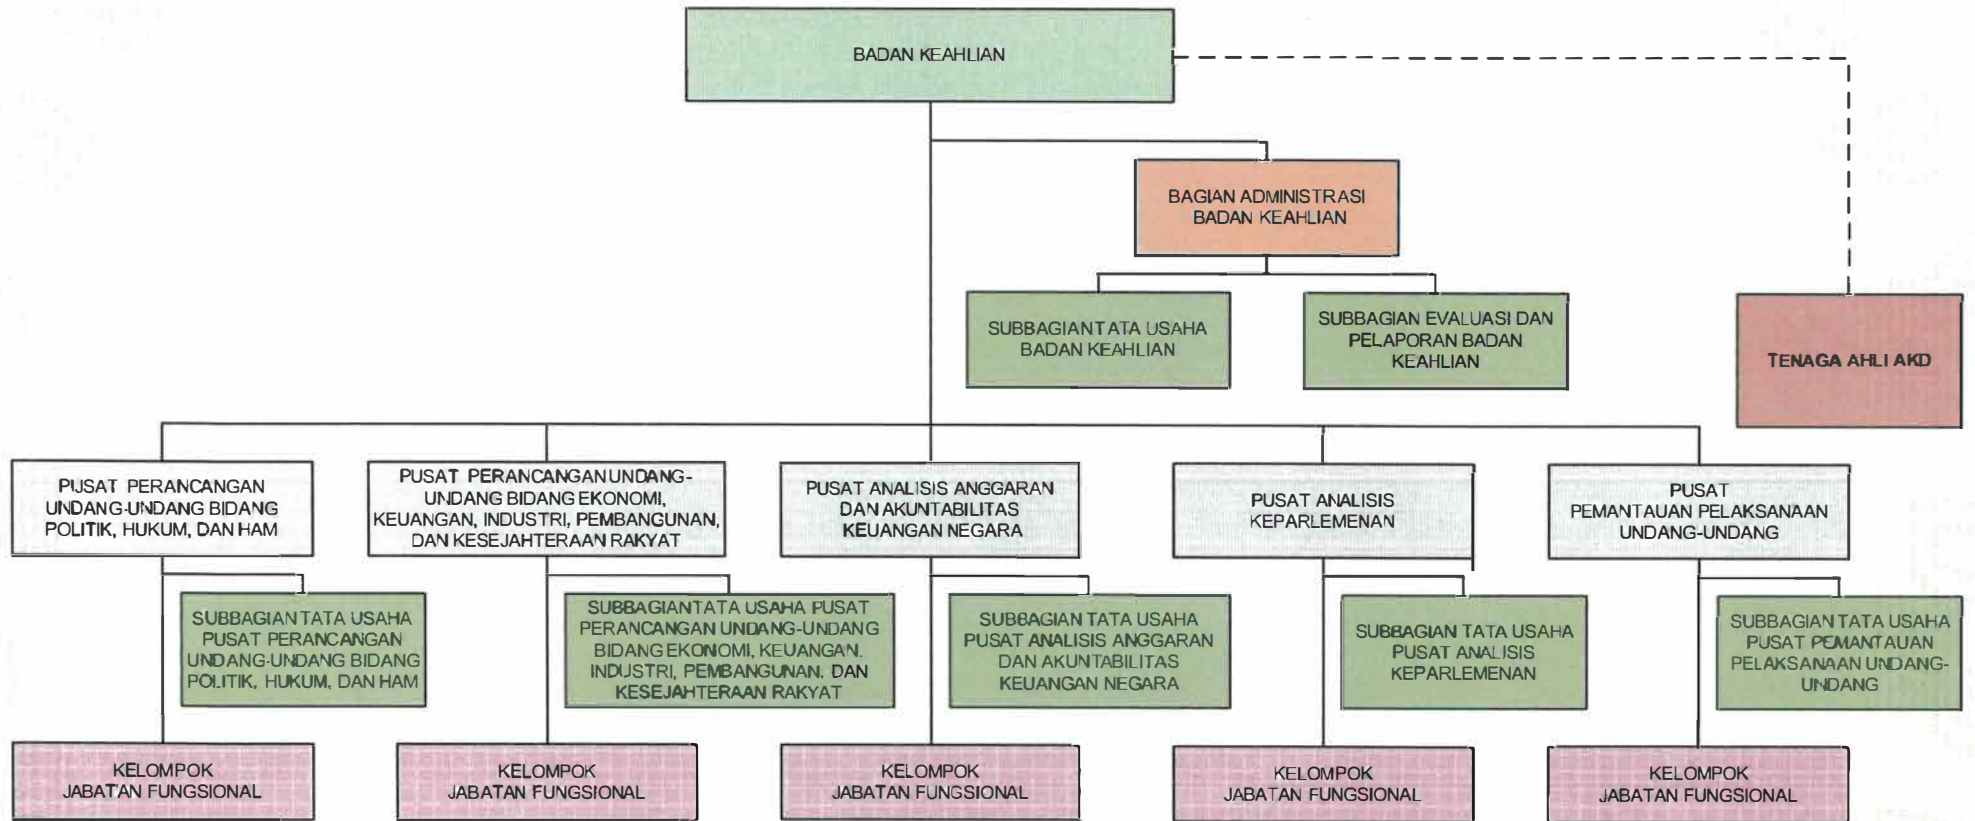 BADAN KEAHLIAN
BAGIAN ADMINISTRASI
BADAN KEAHLIAN
SUBBAGIAN TATA USAHA
BADAN KEAHLIAN
SUBBAGIAN EVALUASI DAN
PELAPORAN BADAN
KEAHLIAN
TENAGA AHLI AKD
PUSAT PERANCANGAN
UNDANG-UNDANG BIDANG
POLITIK, HUKUM, DAN HAM
PUSAT PERANCANGAN UNDANG-
UNDANG BIDANG EKONOMI,
KEUANGAN, INDUSTRI, PEMBANGUNAN,
DAN KESEJAHTERAAN RAKYAT
PUSAT ANALISIS ANGGARAN
DAN AKUNTABILITAS
KEUANGAN NEGARA
PUSAT ANALISIS
KEPARLEMENAN
PUSAT
PEMANTAUAN PELAKSANAAN
UNDANG-UNDANG
SUBBAGIAN TATA USAHA
PUSAT PERANCANGAN
UNDANG-UNDANG BIDANG
POLITIK, HUKUM, DAN HAM
SUBBAGIAN TATA USAHA PUSAT
PERANCANGAN UNDANG-UNDANG
BIDANG EKONOMI, KEUANGAN,
INDUSTRI, PEMBANGUNAN, DAN
KESEJAHTERAAN RAKYAT
SUBBAGIAN TATA USAHA
PUSAT ANALISIS ANGGARAN
DAN AKUNTABILITAS
KEUANGAN NEGARA
SUBBAGIAN TATA USAHA
PUSAT ANALISIS
KEPARLEMENAN
SUBBAGIAN TATA USAHA
PUSAT PEMANTAUAN
PELAKSANAAN UNDANG-
UNDANG
KELOMPOK
JABATAN FUNGSIONAL
KELOMPOK
JABATAN FUNGSIONAL
KELOMPOK
JABATAN FUNGSIONAL
KELOMPOK
JABATAN FUNGSIONAL
KELOMPOK
JABATAN FUNGSIONAL